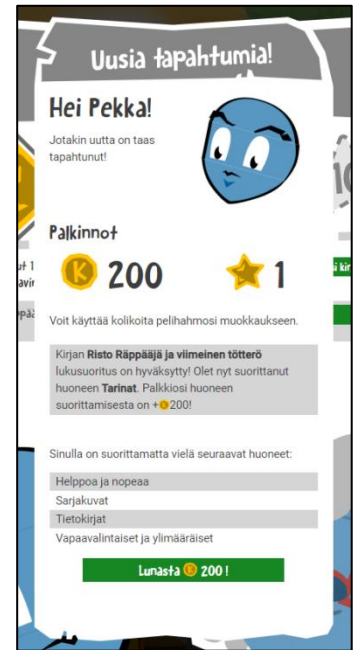 Uusia tapahtumia!
Hei Pekka!
Jotakin uutta on taas
tapahtunut!
Palkinnot
K 200 1
Voit käyttää kolikoita pelihahmosi muokkaukseen.
Kirjan Risto Räppääjä ja viimeinen tötterö
lukusuoritus on hyväksytty! Olet nyt suorittanut
huoneen Tarinat. Palkkiosi huoneen
suorittamisesta on +K200!
Sinulla on suorittamatta vielä seuraavat huoneet:
Helppoa ja nopeaa
Sarjakuvat
Tietokirjat
Vapaavalintaiset ja ylimääräiset
Lunasta K 200 !